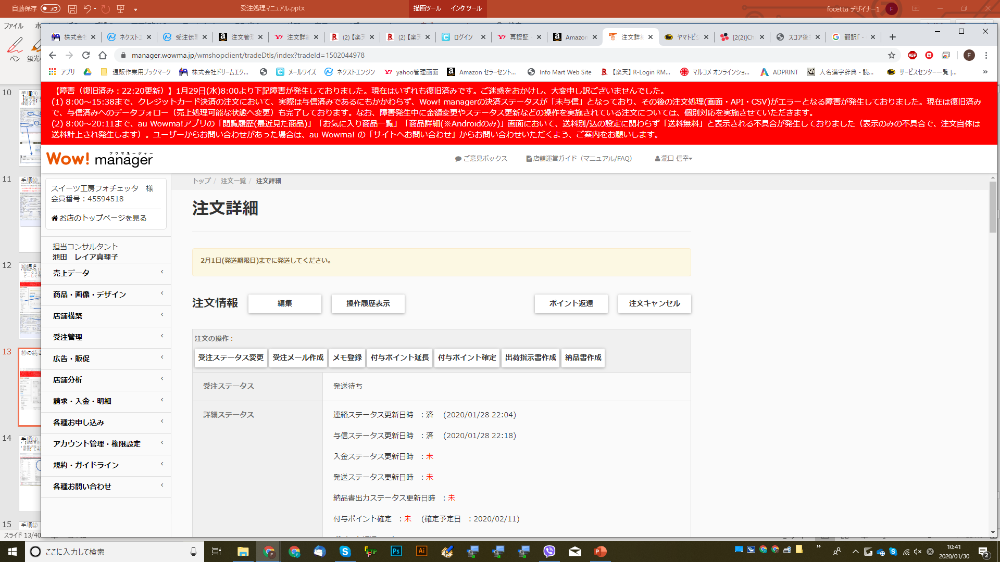 自動保存 オフ
受注処理マニュアル.pptx
描画ツール インク ツール
focetta デザイナー1 F
ファイル
ペン
株式会社
ネクストエ
受注伝票
注文管理
注文詳細
(2)【楽天
(2)【楽天
ログイン
再認証 -
Amazon
注文詳細
ヤマトビジ
[2(2)]Ch
スコア後払
翻訳「 -
manager.wowma.jp/wmshopclient/tradeDtls/index?tradeId=1502044978
アプリ
通販作業用ブックマーク
株式会社ドリームエク...
メールワイズ
ネクストエンジン
yahoo管理画面
Amazon セラーセント...
Info Mart Web Site
【楽天】R-Login RM...
マルコメ オンラインショ...
ADPRINT
人名漢字辞典 - 読...
サービスセンター一覧 |...
【障害（復旧済み：22:20更新）】1月29日(水)8:00より下記障害が発生しておりました。現在はいずれも復旧済みです。ご迷惑をおかけし、大変申し訳ございませんでした。
(1) 8:00～15:38まで、クレジットカード決済の注文において、実際は与信済みであるにもかかわらず、Wow! managerの決済ステータスが「未与信」となっており、その後の注文処理(画面・API・CSV)がエラーとなる障害が発生しておりました。現在は復旧済み
で、与信済みへのデータフォロー（売上処理可能な状態へ変更）も完了しております。なお、障害発生中に金額変更やステータス更新などの操作を実施されている注文については、個別対応を実施させていただきます。
(2) 8:00～20:11まで、au Wowma!アプリの「閲覧履歴(最近見た商品)」「お気に入り商品一覧」「商品詳細(※Androidのみ)」画面において、送料別/込の設定に関わらず「送料無料」と表示される不具合が発生しておりました（表示のみの不具合で、注文自体は
送料計上され発生します）。ユーザーからお問い合わせがあった場合は、au Wowma! の「サイトへお問い合わせ」からお問い合わせいただくよう、ご案内をお願いします。
ワウマネージャー
Wow! manager
ご意見ボックス
店舗運営ガイド（マニュアル/FAQ）
瀧口 信幸
スイーツ工房フォチェッタ 様
会員番号：45594518
お店のトップページを見る
担当コンサルタント
池田 レイア真理子
売上データ
商品・画像・デザイン
店舗構築
受注管理
広告・販促
店舗分析
請求・入金・明細
各種お申し込み
アカウント管理・権限設定
規約・ガイドライン
各種お問い合わせ
トップ / 注文一覧 / 注文詳細
注文詳細
2月1日(発送期限日)までに発送してください。
注文情報
編集
操作履歴表示
ポイント返還
注文キャンセル
注文の操作：
受注ステータス変更
受注メール作成
メモ登録
付与ポイント延長
付与ポイント確定
出荷指示書作成
納品書作成
受注ステータス
発送待ち
詳細ステータス
連絡ステータス更新日時 ：済 (2020/01/28 22:04)
与信ステータス更新日時 ：済 (2020/01/28 22:18)
入金ステータス更新日時 ：未
発送ステータス更新日時 ：未
納品書出力ステータス更新日時 ：未
付与ポイント確定 ：未 (確定予定日 ：2020/02/11)
10
11
12
13
14
15
手順⑨
手順⑩
⑩続き
⑩の続き
手順⑪
手順⑫
スライド 13/40
ここに入力して検索
10:41
2020/01/30
2